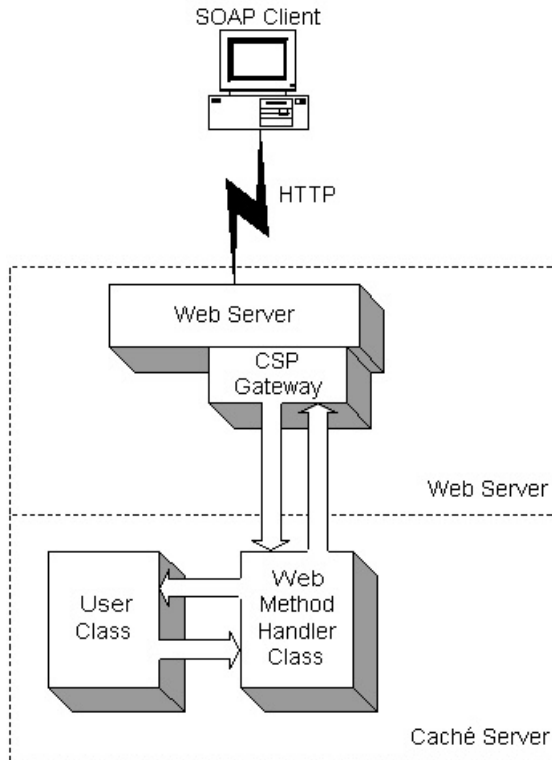 SOAP Client
HTTP
Web Server
CSP
Gateway
Web Server
User
Class
Web
Method
Handler
Class
Caché Server